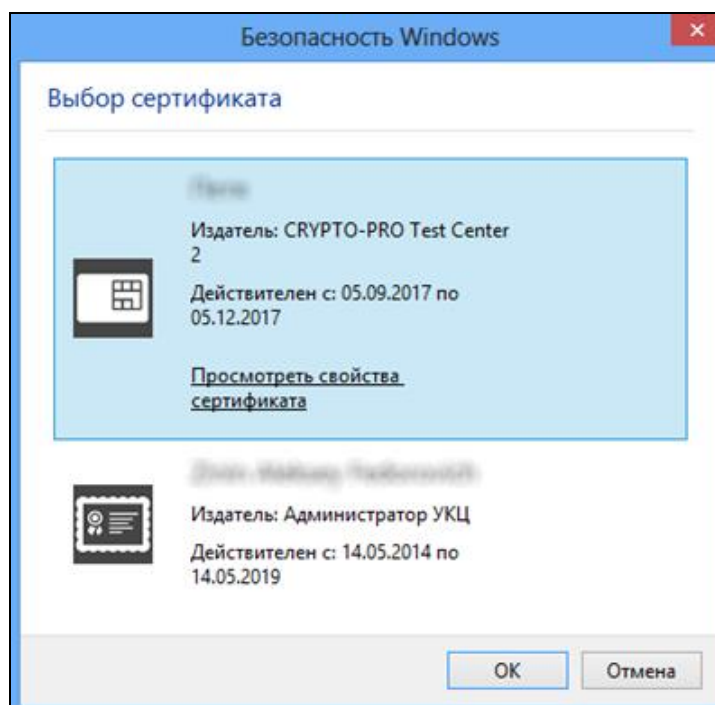 Безопасность Windows
Выбор сертификата
Издатель: CRYPTO-PRO Test Center
2
Действителен с: 05.09.2017 по
05.12.2017
Просмотреть свойства
сертификата
Издатель: Администратор УКЦ
Действителен с: 14.05.2014 по
14.05.2019
OK
Отмена